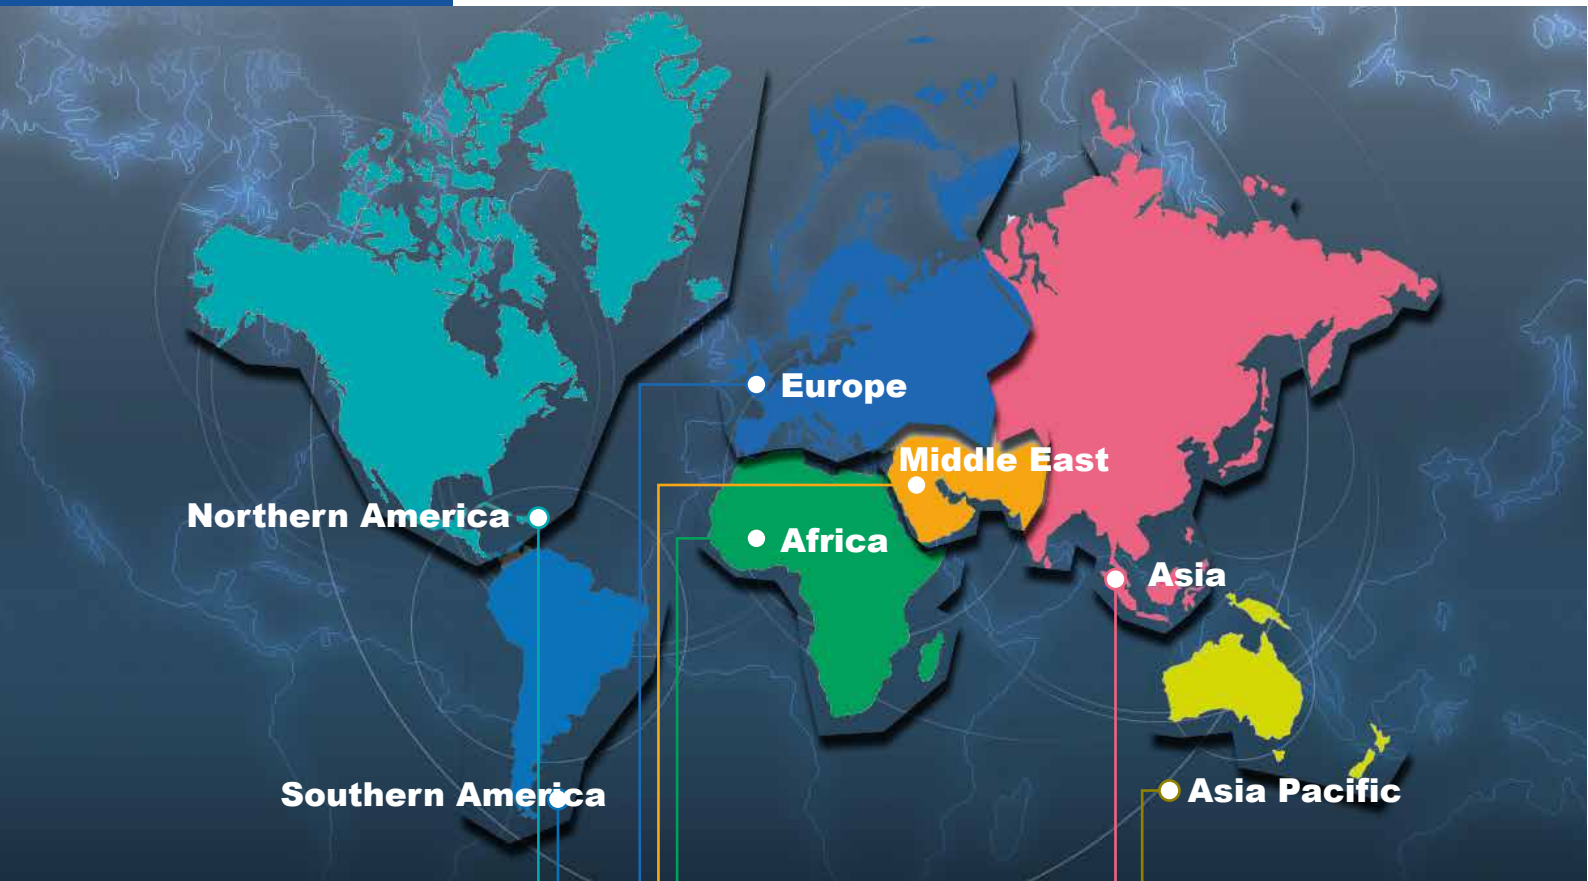 Europe
Middle East
Northern America
Africa
Asia
Southern America
Asia Pacific